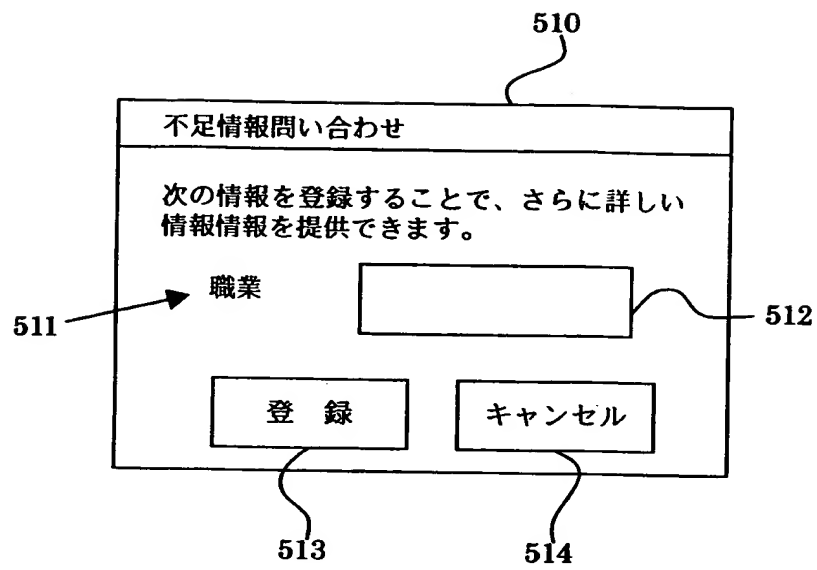 510
不足情報問い合わせ
次の情報を登録することで、さらに詳しい
情報情報を提供できます。
511
職業
512
登 録
キャンセル
513
514